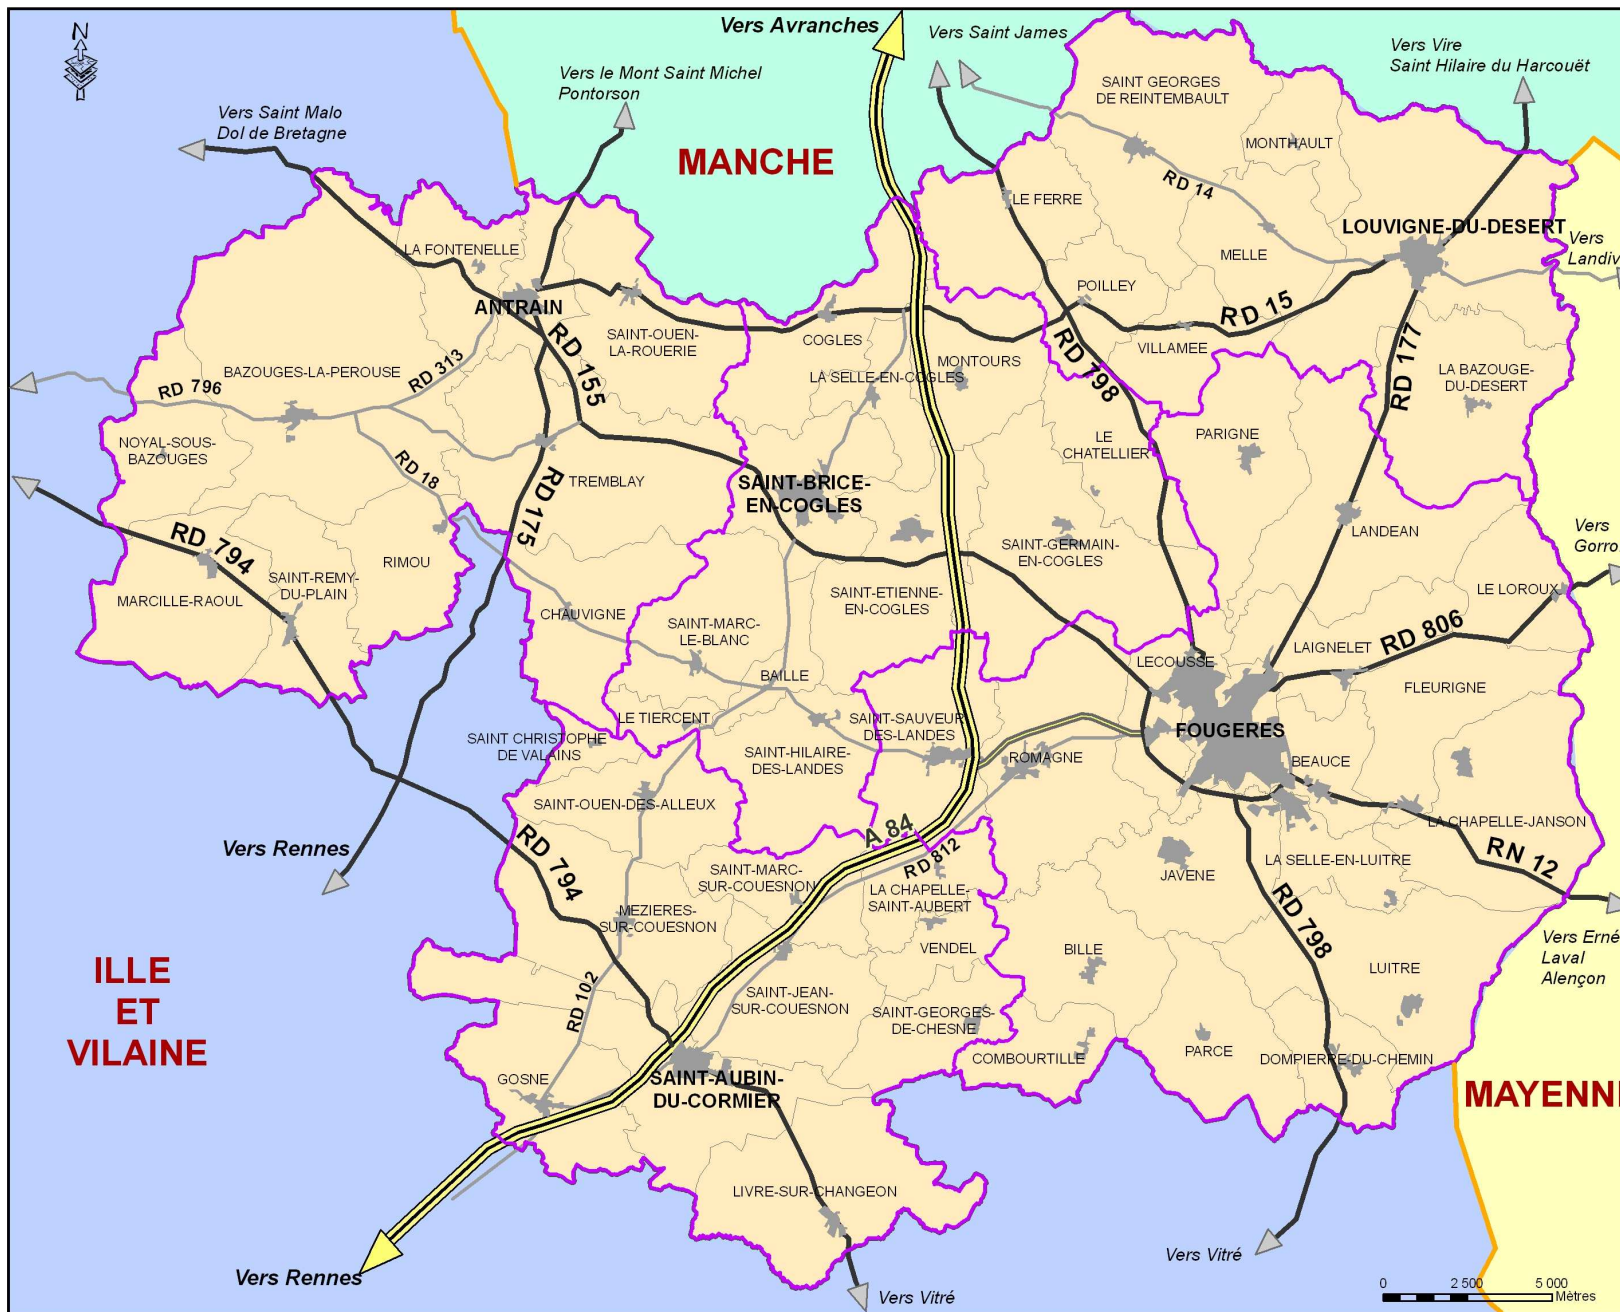 N
Vers Avranches
Vers Saint James
Vers Vire
Saint Hilaire du Harcouët
Vers le Mont Saint Michel
Pontorson
Vers Saint Malo
Dol de Bretagne
MANCHE
SAINT GEORGES
DE REINTEMBAULT
MONTHAULT
RD 14
LE FERRE
LOUVIGNE-DU-DESERT
Vers
Landiv
MELLE
LA FONTENELLE
ANTRAIN
POILLEY
RD 15
SAINT-OUEN-
LA-ROUERIE
COGLES
VILLAMEE
RD 155
RD 798
RD 177
MONTOURS
LA SELLE-EN-COGLES
LA BAZOUGE-
DU-DESERT
BAZOUGES-LA-PEROUSE
RD 313
RD 796
NOYAL-SOUS-
BAZOUGES
RD 18
LE
CHATELLIER
PARIGNE
TREMBLAY
SAINT-BRICE-
EN-COGLES
RD 175
LANDEAN
Vers
Gorro
RD 794
RIMOU
SAINT-GERMAIN-
EN-COGLES
SAINT-REMY-
DU-PLAIN
MARCILLE-RAOUL
SAINT-ETIENNE-
EN-COGLES
LE LOROUX
CHAUVIGNE
SAINT-MARC-
LE-BLANC
RD 806
LAIGNELET
LECOUSSE
BAILLE
FLEURIGNE
LE TIERCENT
SAINT-SAUVEUR
DES-LANDES
FOUGERES
SAINT CHRISTOPHE
DE VALAINS
SAINT-HILAIRE-
DES-LANDES
ROMAGNE
BEAUCE
SAINT-OUEN-DES-ALLEUX
A 84
LA CHAPELLE-JANSON
Vers Rennes
RD 794
RD 812
LA SELLE-EN-LUITRE
RN 12
SAINT-MARC-
SUR-COUESNON
JAVENE
LA CHAPELLE-
SAINT-AUBERT
RD 798
MEZIERES-
SUR-COUESNON
VENDEL
BILLE
Vers Erné
Laval
Alençon
LUITRE
ILLE
ET
VILAINE
RD 102
SAINT-JEAN-
SUR-COUESNON
SAINT-GEORGES-
DE-CHESNE
COMBOURTILLE
PARCE
DOMPIERRE-DU-CHEMIN
GOSNE
SAINT-AUBIN-
DU-CORMIER
MAYENN
LIVRE-SUR-CHANGEON
Vers Rennes
Vers Vitré
Vers Vitré
0 2 500 5 000
Mètres